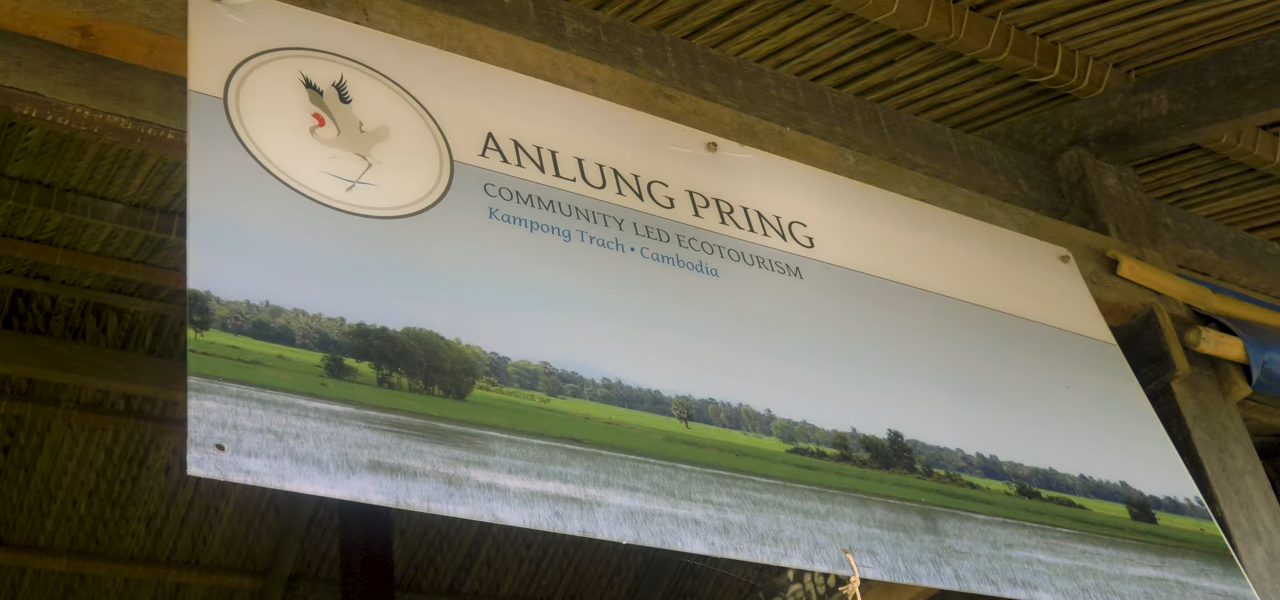 ANLUNG PRING
COMMUNITY LED ECOTOURISM
Kampong Trach • Cambodia